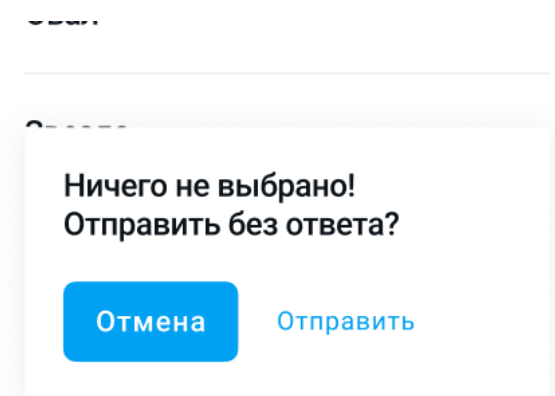 Ничего не выбрано!
Отправить без ответа?
Отмена
Отправить